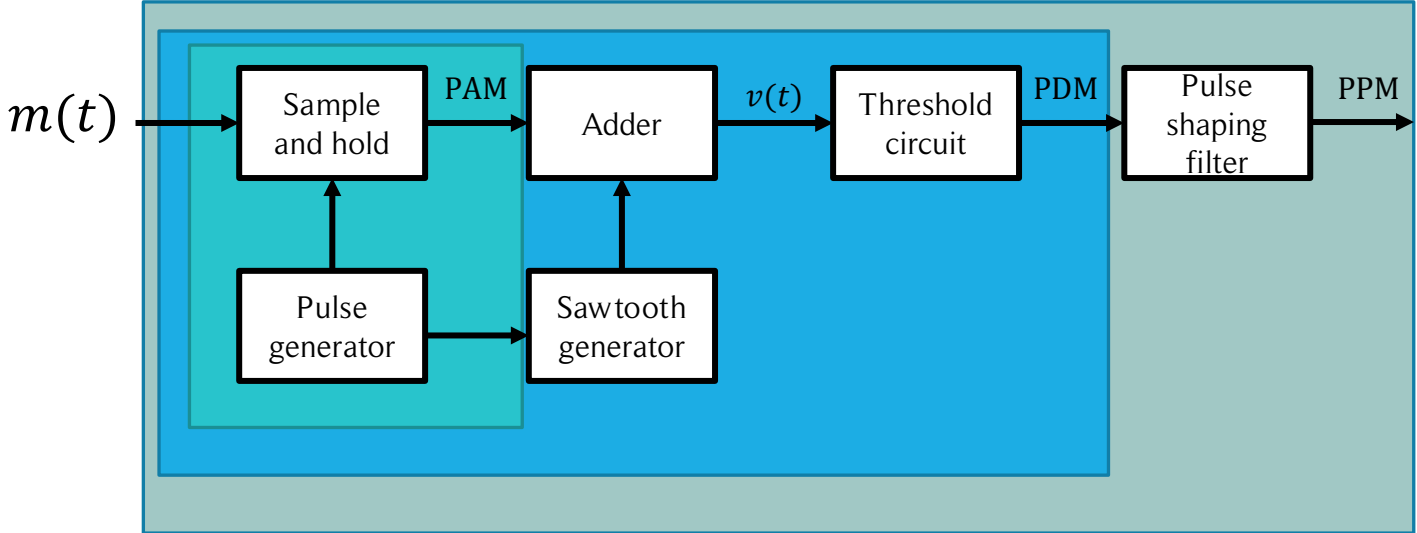 m(t)
Sample
and hold
PAM
Adder
v(t)
Threshold
circuit
PDM
Pulse
shaping
filter
PPM
Pulse
generator
Sawtooth
generator